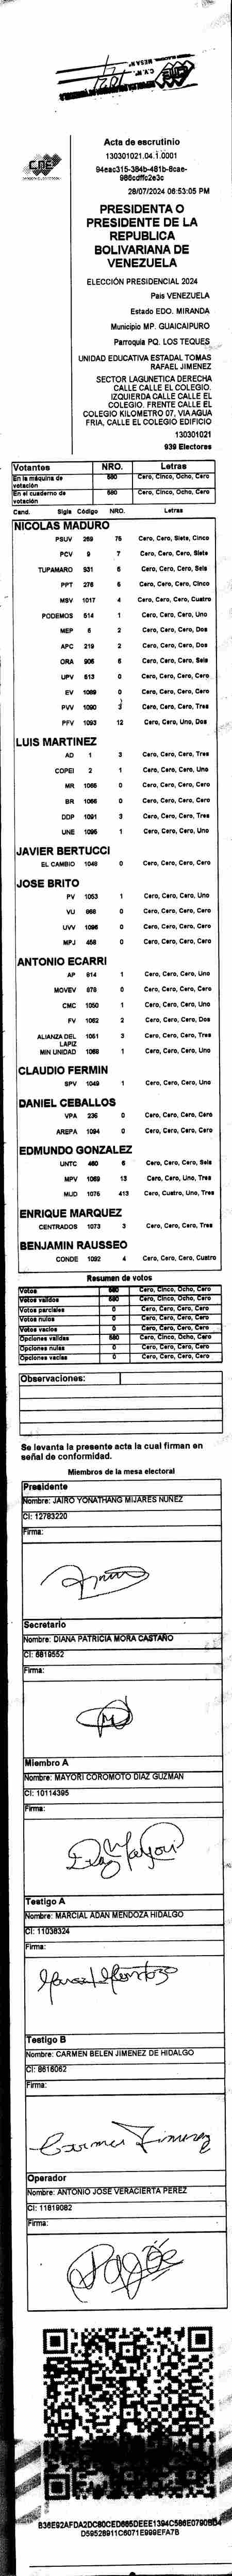 CNE
Acta de escrutinio
130301021.04.1.0001
94eac315-384b-481b-8cae-
986cdffc2e3c
28/07/2024 06:53:05 PM
PRESIDENTA O
PRESIDENTE DE LA
REPUBLICA
BOLIVARIANA DE
VENEZUELA
ELECCIÓN PRESIDENCIAL 2024
Pais VENEZUELA
Estado EDO. MIRANDA
Municipio MP. GUAICAIPURO
Parroquia PQ. LOS TEQUES
UNIDAD EDUCATIVA ESTADAL TOMAS
RAFAEL JIMENEZ
SECTOR LAGUNETICA DERECHA
CALLE CALLE EL COLEGIO.
IZQUIERDA CALLE CALLE EL
COLEGIO. FRENTE CALLE EL
COLEGIO KILOMETRO 07. VIA AGUA
FRIA, CALLE EL COLEGIO EDIFICIO
130301021
939 Electores
Votantes NRO. Letras
En la máquina de votación 580 Cero, Cinco, Ocho, Cero
En el cuaderno de votación 580 Cero, Cinco, Ocho, Cero
Cand. Sigla Código NRO. Letras
NICOLAS MADURO
PSUV 269 75 Cero, Cero, Siete, Cinco
PCV 9 7 Cero, Cero, Cero, Siete
TUPAMARO 931 6 Cero, Cero, Cero, Seis
PPT 276 5 Cero, Cero, Cero, Cinco
MSV 1017 4 Cero, Cero, Cero, Cuatro
PODEMOS 514 1 Cero, Cero, Cero, Uno
MEP 6 2 Cero, Cero, Cero, Dos
APC 219 2 Cero, Cero, Cero, Dos
ORA 906 6 Cero, Cero, Cero, Seis
UPV 613 0 Cero, Cero, Cero, Cero
EV 1089 0 Cero, Cero, Cero, Cero
PVV 1090 3 Cero, Cero, Cero, Tres
PFV 1093 12 Cero, Cero, Uno, Dos
LUIS MARTINEZ
AD 1 3 Cero, Cero, Cero, Tres
COPEI 2 1 Cero, Cero, Cero, Uno
MR 1065 0 Cero, Cero, Cero, Cero
BR 1066 0 Cero, Cero, Cero, Cero
DDP 1091 3 Cero, Cero, Cero, Tres
UNE 1095 1 Cero, Cero, Cero, Uno
JAVIER BERTUCCI
EL CAMBIO 1048 0 Cero, Cero, Cero, Cero
JOSE BRITO
PV 1053 1 Cero, Cero, Cero, Uno
VU 868 0 Cero, Cero, Cero, Cero
UVV 1096 0 Cero, Cero, Cero, Cero
MPJ 458 0 Cero, Cero, Cero, Cero
ANTONIO ECARRI
AP 814 1 Cero, Cero, Cero, Uno
MOVEV 878 0 Cero, Cero, Cero, Cero
CMC 1050 1 Cero, Cero, Cero, Uno
FV 1062 2 Cero, Cero, Cero, Dos
ALIANZA DEL LAPIZ 1051 3 Cero, Cero, Cero, Tres
MIN UNIDAD 1068 1 Cero, Cero, Cero, Uno
CLAUDIO FERMIN
SPV 1049 1 Cero, Cero, Cero, Uno
DANIEL CEBALLOS
VPA 236 0 Cero, Cero, Cero, Cero
AREPA 1094 0 Cero, Cero, Cero, Cero
EDMUNDO GONZALEZ
UNTC 460 6 Cero, Cero, Cero, Seis
MPV 1069 13 Cero, Cero, Uno, Tres
MUD 1075 413 Cero, Cuatro, Uno, Tres
ENRIQUE MARQUEZ
CENTRADOS 1073 3 Cero, Cero, Cero, Tres
BENJAMIN RAUSSEO
CONDE 1092 4 Cero, Cero, Cero, Cuatro
Resumen de votos
Votos 580 Cero, Cinco, Ocho, Cero
Votos validos 580 Cero, Cinco, Ocho, Cero
Votos parciales 0 Cero, Cero, Cero, Cero
Votos nulos 0 Cero, Cero, Cero, Cero
Votos vacios 0 Cero, Cero, Cero, Cero
Opciones validas 580 Cero, Cinco, Ocho, Cero
Opciones nulas 0 Cero, Cero, Cero, Cero
Opciones vacias 0 Cero, Cero, Cero, Cero
Observaciones:
Se levanta la presente acta la cual firman en
señal de conformidad.
Miembros de la mesa electoral
Presidente
Nombre: JAIRO YONATHANG MIJARES NUNEZ
CI: 12783220
Firma:
Secretario
Nombre: DIANA PATRICIA MORA CASTAÑO
CI: 6819552
Firma:
Miembro A
Nombre: MAYORI COROMOTO DIAZ GUZMAN
CI: 10114395
Firma:
Diaz Mayori
Testigo A
Nombre: MARCIAL ADAN MENDOZA HIDALGO
CI: 11038324
Firma:
Marcial Mendoza
Testigo B
Nombre: CARMEN BELEN JIMENEZ DE HIDALGO
CI: 8616062
Firma:
Carmen Jimenez
Operador
Nombre: ANTONIO JOSE VERACIERTA PEREZ
CI: 11819082
Firma: